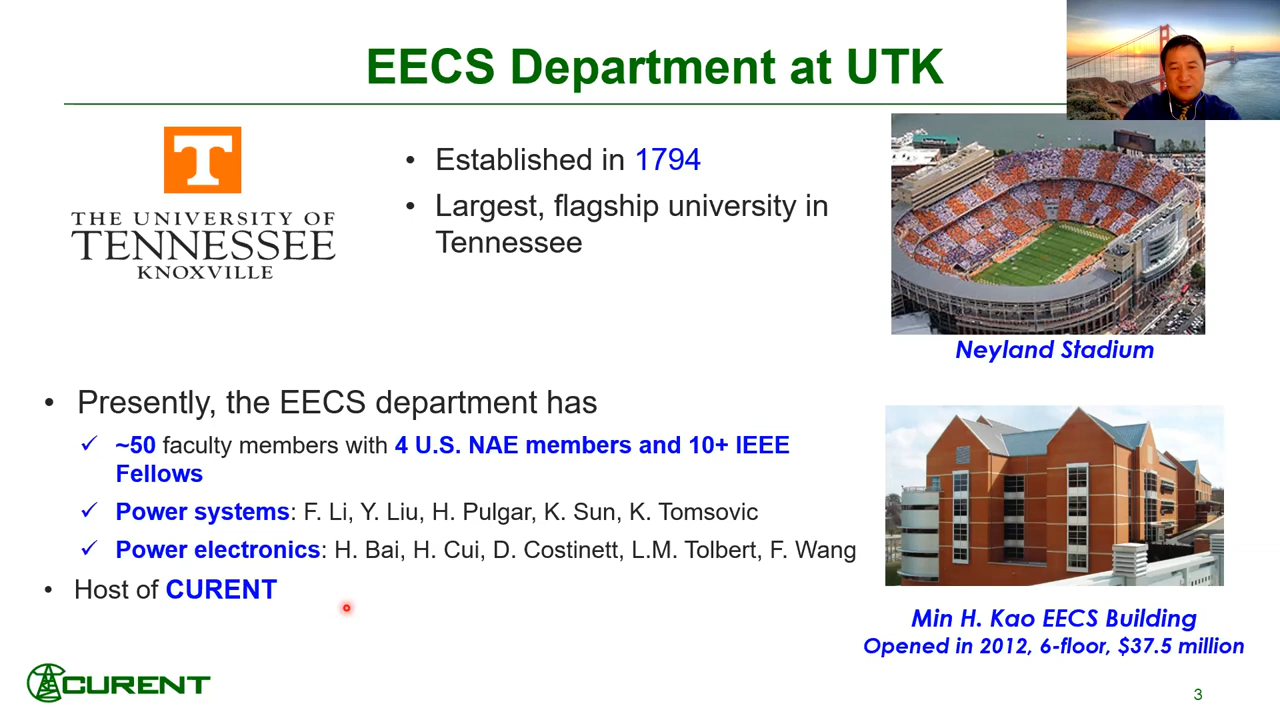 EECS Department at UTK
T
THE UNIVERSITY OF
TENNESSEE
KNOXVILLE
• Established in 1794
• Largest, flagship university in
Tennessee
Neyland Stadium
• Presently, the EECS department has
✓ ~50 faculty members with 4 U.S. NAE members and 10+ IEEE
Fellows
✓ Power systems: F. Li, Y. Liu, H. Pulgar, K. Sun, K. Tomsovic
✓ Power electronics: H. Bai, H. Cui, D. Costinett, L.M. Tolbert, F. Wang
• Host of CURENT
Min H. Kao EECS Building
Opened in 2012, 6-floor, $37.5 million
CURENT
3